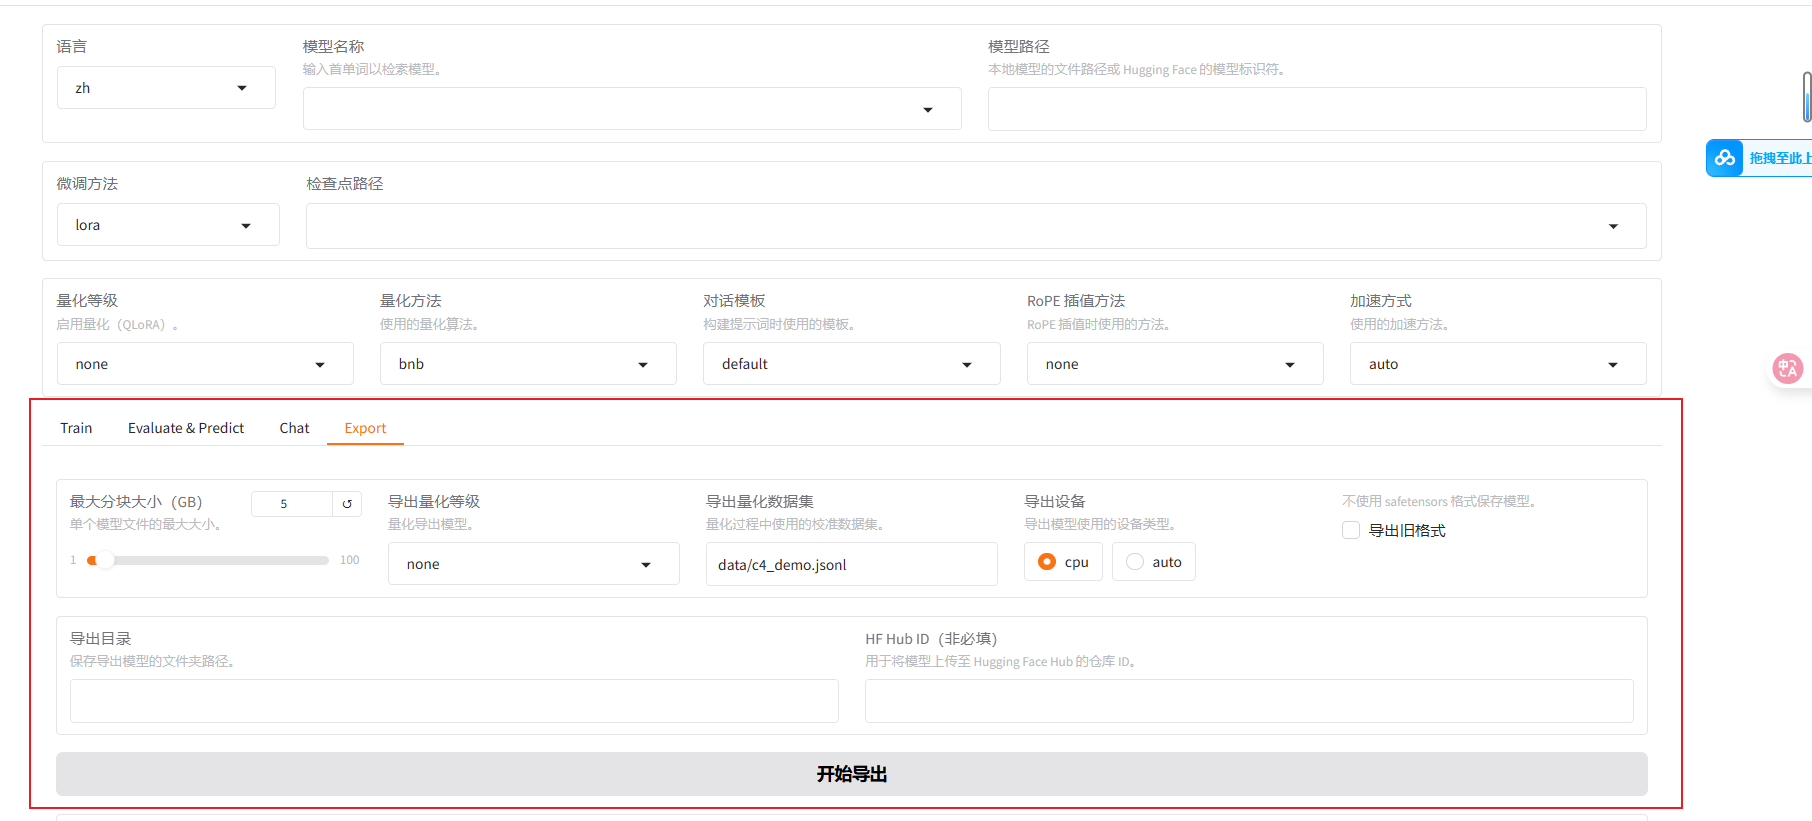 语言
模型名称
模型路径
输入首单词以检索模型。
本地模型的文件路径或 Hugging Face 的模型标识符。
zh
拖拽至此上
微调方法
检查点路径
lora
量化等级
量化方法
对话模板
RoPE 插值方法
加速方式
启用量化（QLoRA）。
使用的量化算法。
构建提示词时使用的模板。
RoPE 插值时使用的方法。
使用的加速方法。
none
bnb
default
none
auto
Train
Evaluate & Predict
Chat
Export
最大分块大小（GB）
5
↺
单个模型文件的最大大小。
1
100
导出量化等级
量化导出模型。
none
导出量化数据集
量化过程中使用的校准数据集。
data/c4_demo.jsonl
导出设备
导出模型使用的设备类型。
cpu
auto
不使用 safetensors 格式保存模型。
导出旧格式
导出目录
保存导出模型的文件夹路径。
HF Hub ID（非必填）
用于将模型上传至 Hugging Face Hub 的仓库 ID。
开始导出